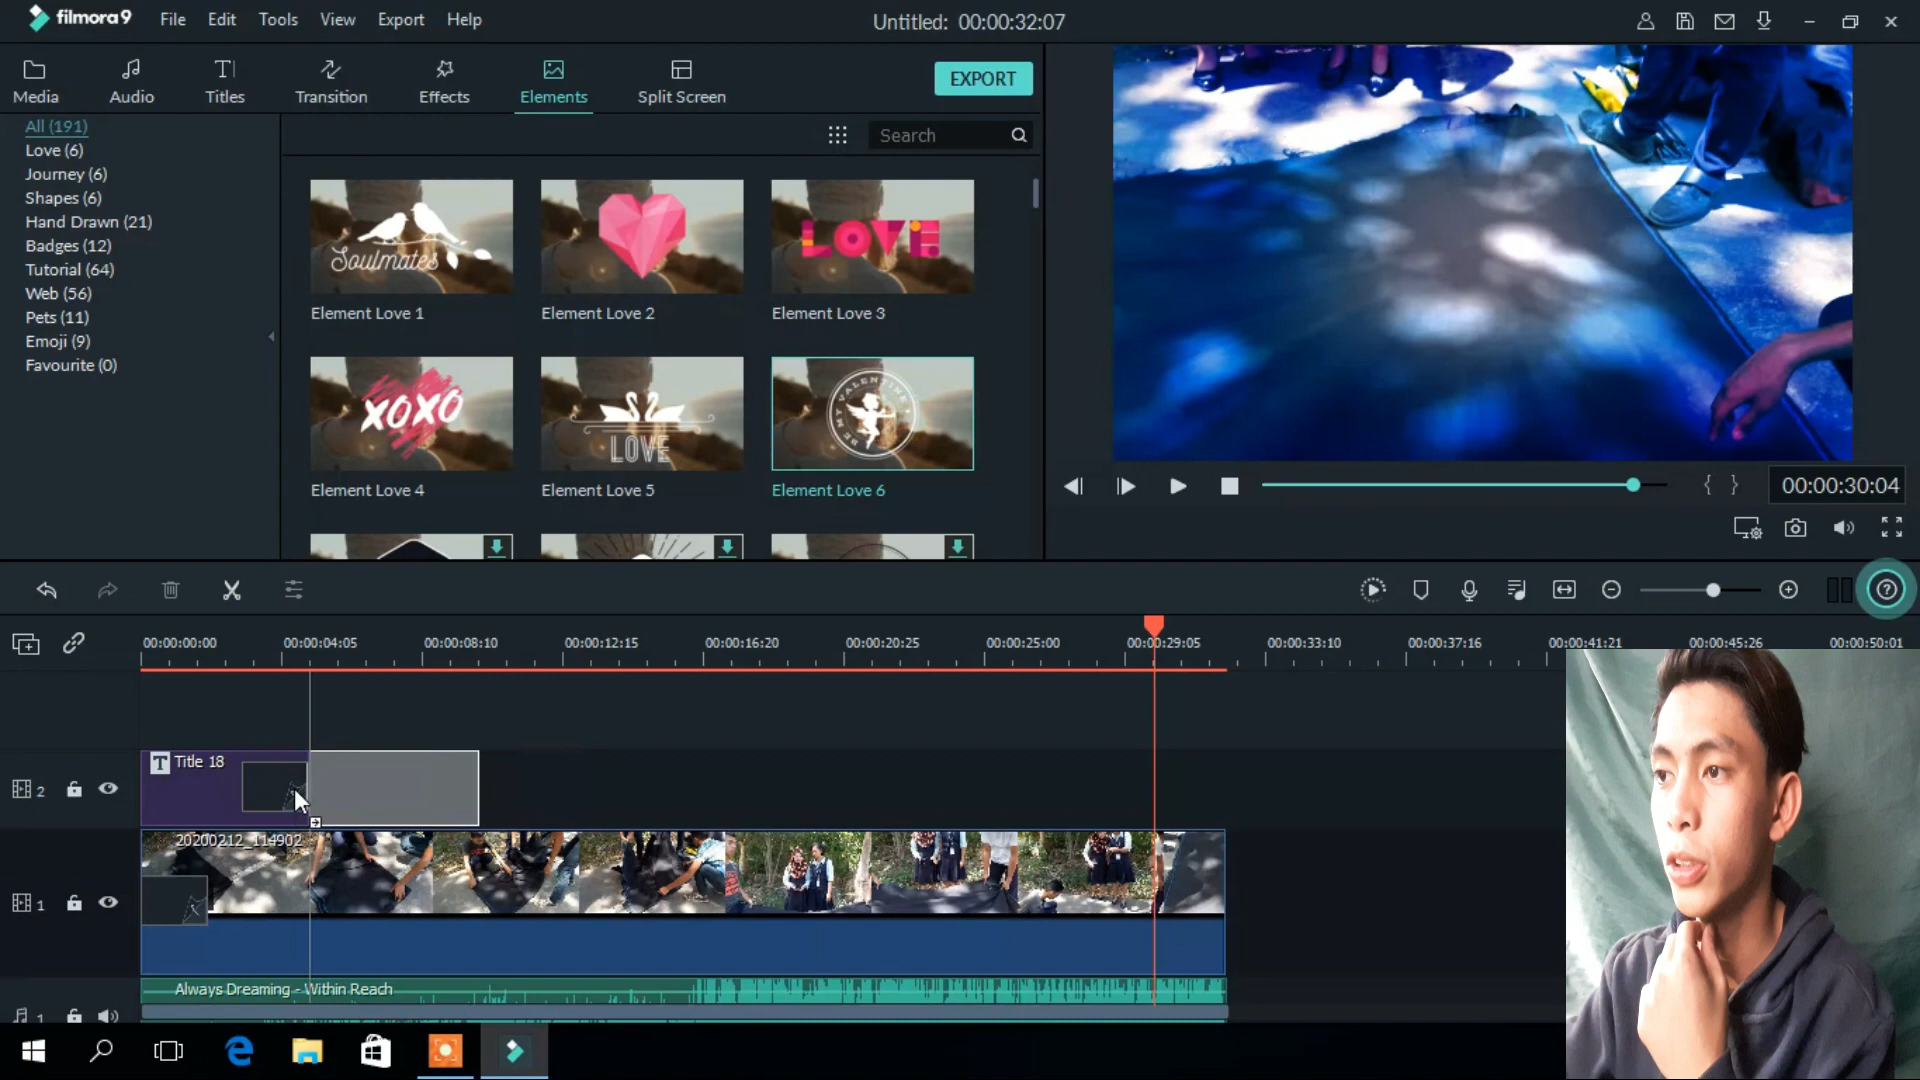 filmora9
File Edit Tools View Export Help
Untitled: 00:00:32:07
Media Audio Titles Transition Effects Elements Split Screen
EXPORT
All (191)
Love (6)
Journey (6)
Shapes (6)
Hand Drawn (21)
Badges (12)
Tutorial (64)
Web (56)
Pets (11)
Emoji (9)
Favourite (0)
Search
Soulmates
LOVE
Element Love 1 Element Love 2 Element Love 3
XOXO
LOVE
BE MY VALENTINE
Element Love 4 Element Love 5 Element Love 6
{ } 00:00:30:04
00:00:00:00 00:00:04:05 00:00:08:10 00:00:12:15 00:00:16:20 00:00:20:25 00:00:25:00 00:00:29:05 00:00:33:10 00:00:37:16 00:00:41:21 00:00:45:26 00:00:50:01
T Title 18
2
20200212_114902
1
Always Dreaming - Within Reach
1